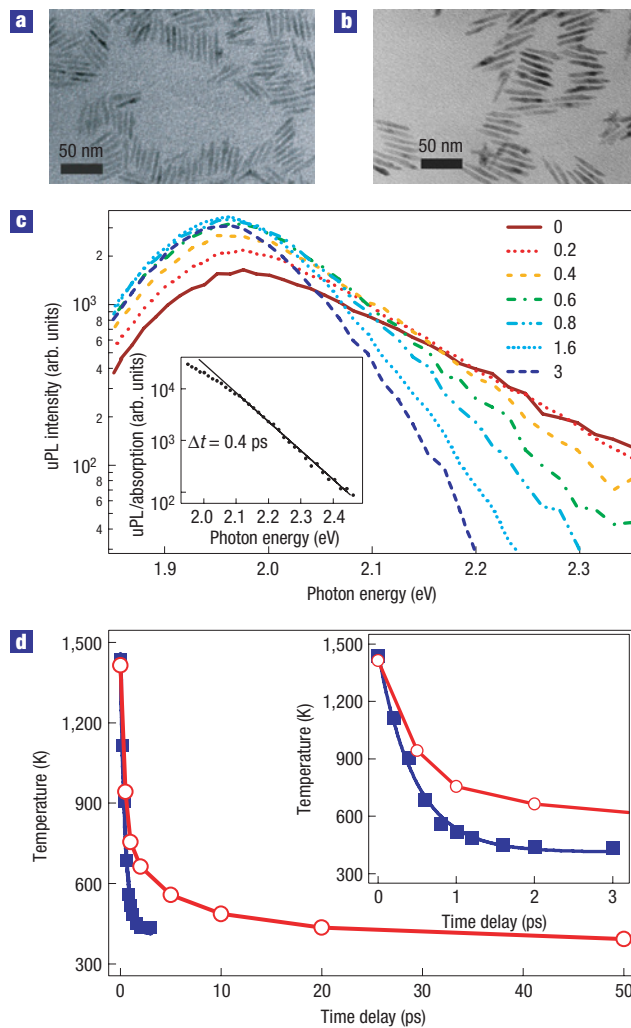 a
b
50 nm
50 nm
c
uPL intensity (arb. units)
2
10³
8
6
4
2
10²
8
6
4
1.9
2.0
2.1
2.2
2.3
Photon energy (eV)
0
0.2
0.4
0.6
0.8
1.6
3
uPL/absorption (arb. units)
10⁴
10³
10²
Δt = 0.4 ps
2.0 2.1 2.2 2.3 2.4
Photon energy (eV)
d
Temperature (K)
1,500
1,200
900
600
300
0
10
20
30
40
50
Time delay (ps)
Temperature (K)
1,500
1,200
900
600
300
0
1
2
3
Time delay (ps)